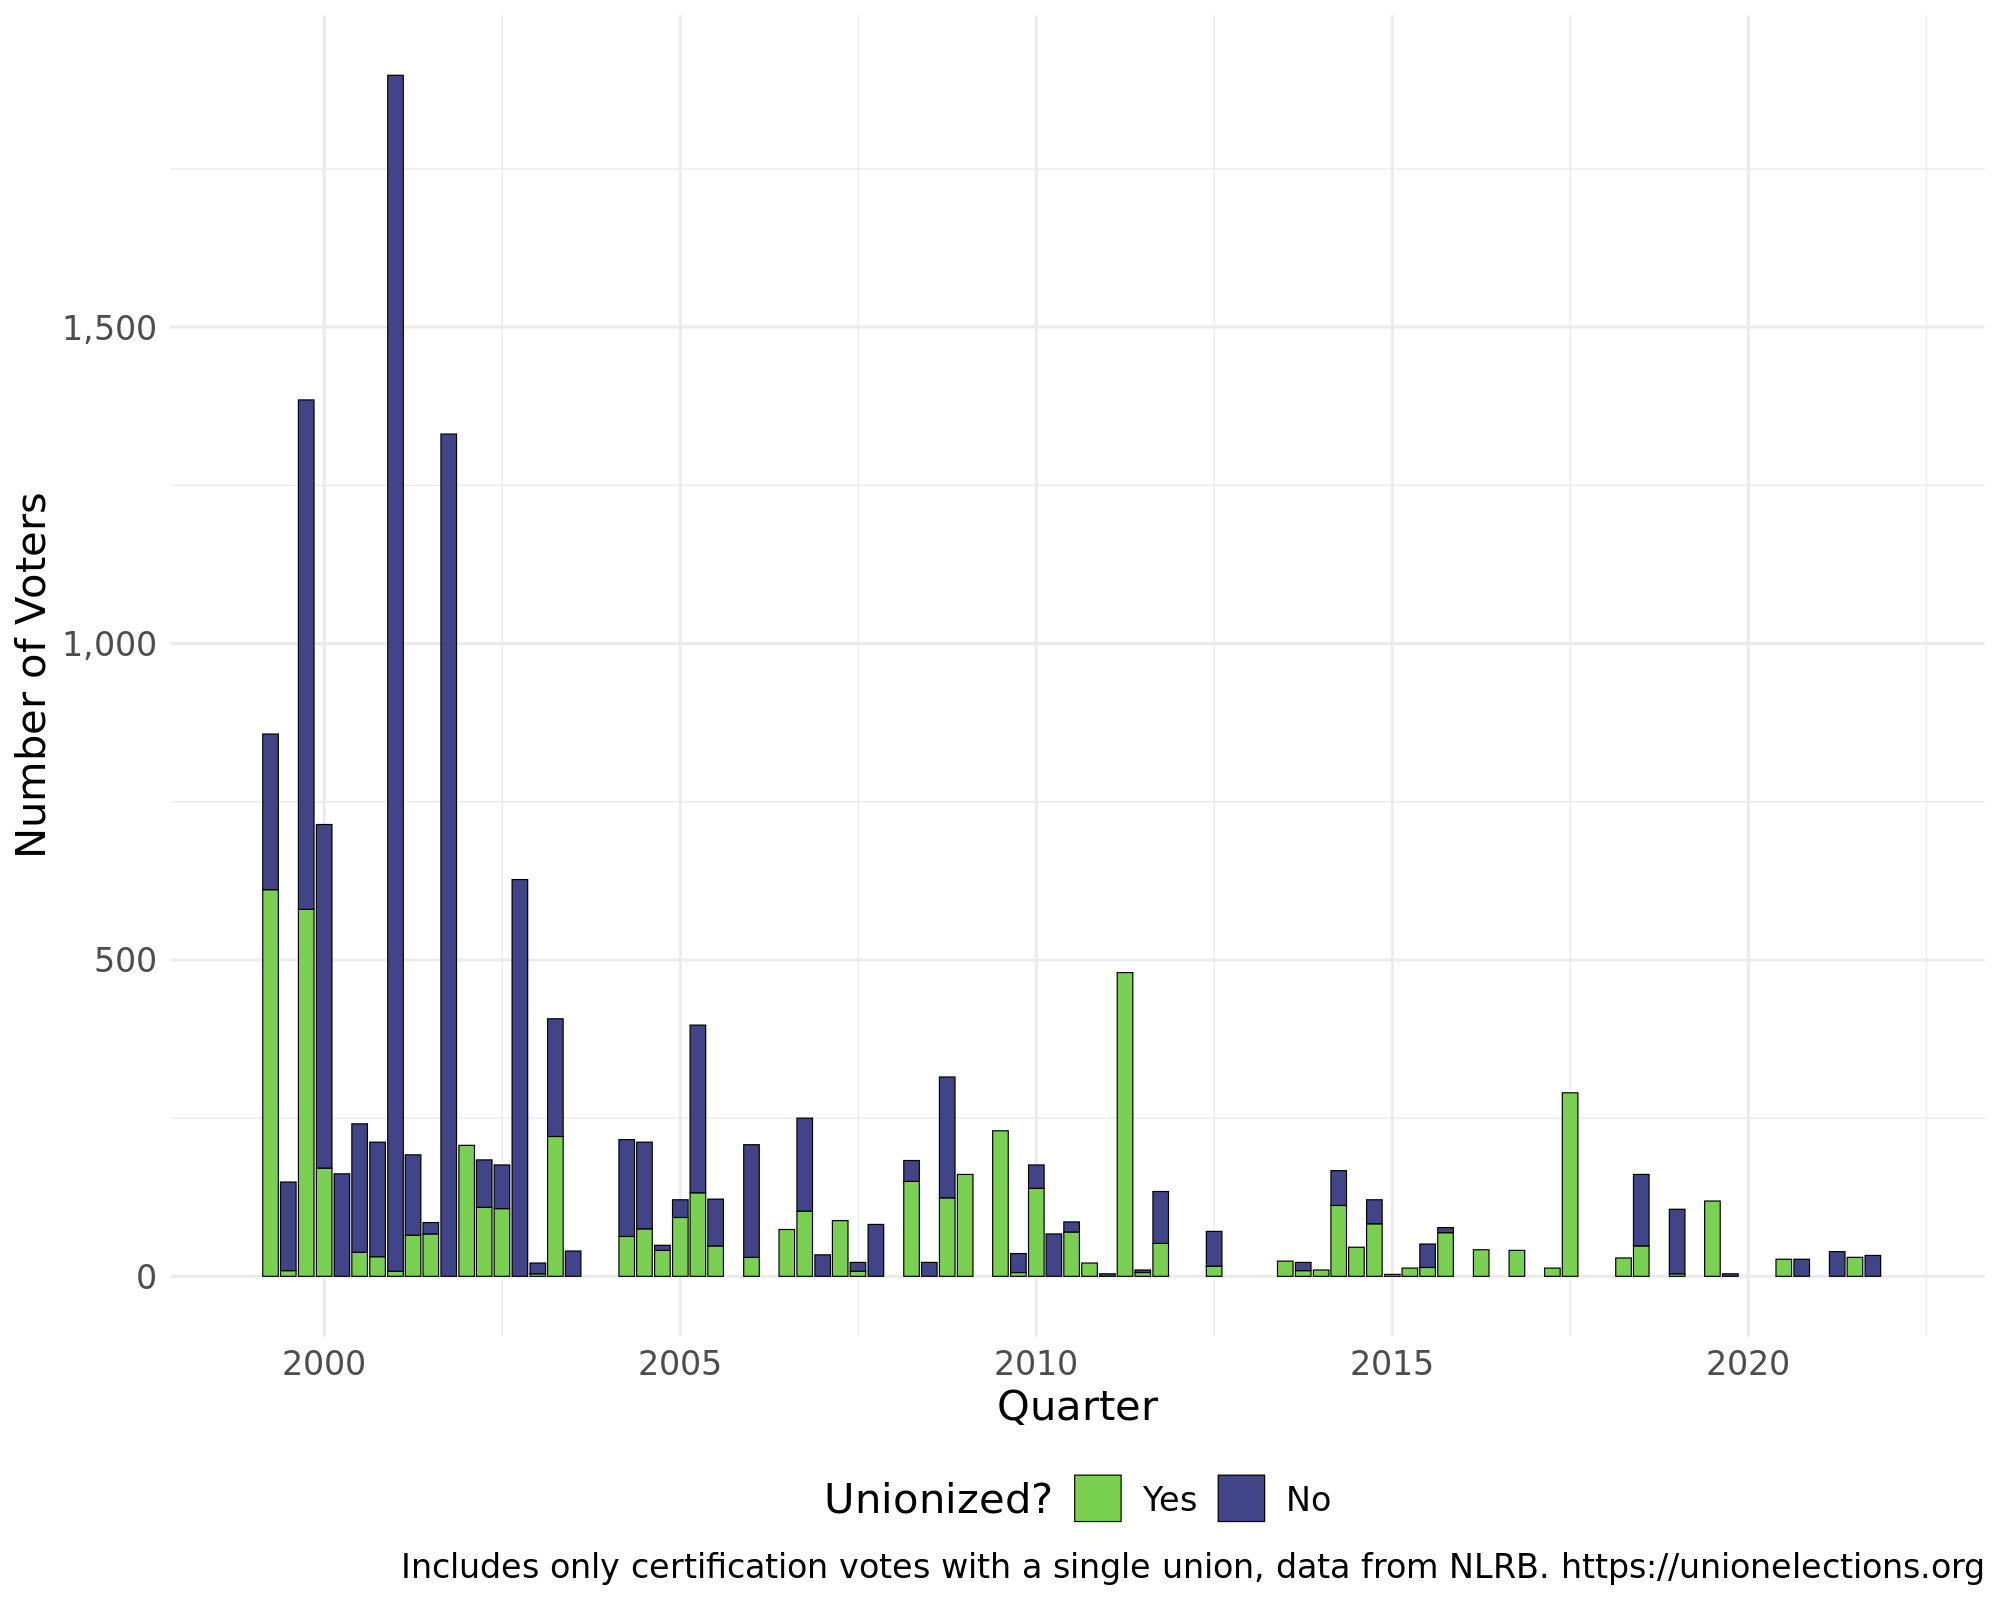 1,500
1,000
500
0
Number of Voters
2000 2005 2010 2015 2020
Quarter
Unionized? Yes No
Includes only certification votes with a single union, data from NLRB. https://unionelections.org